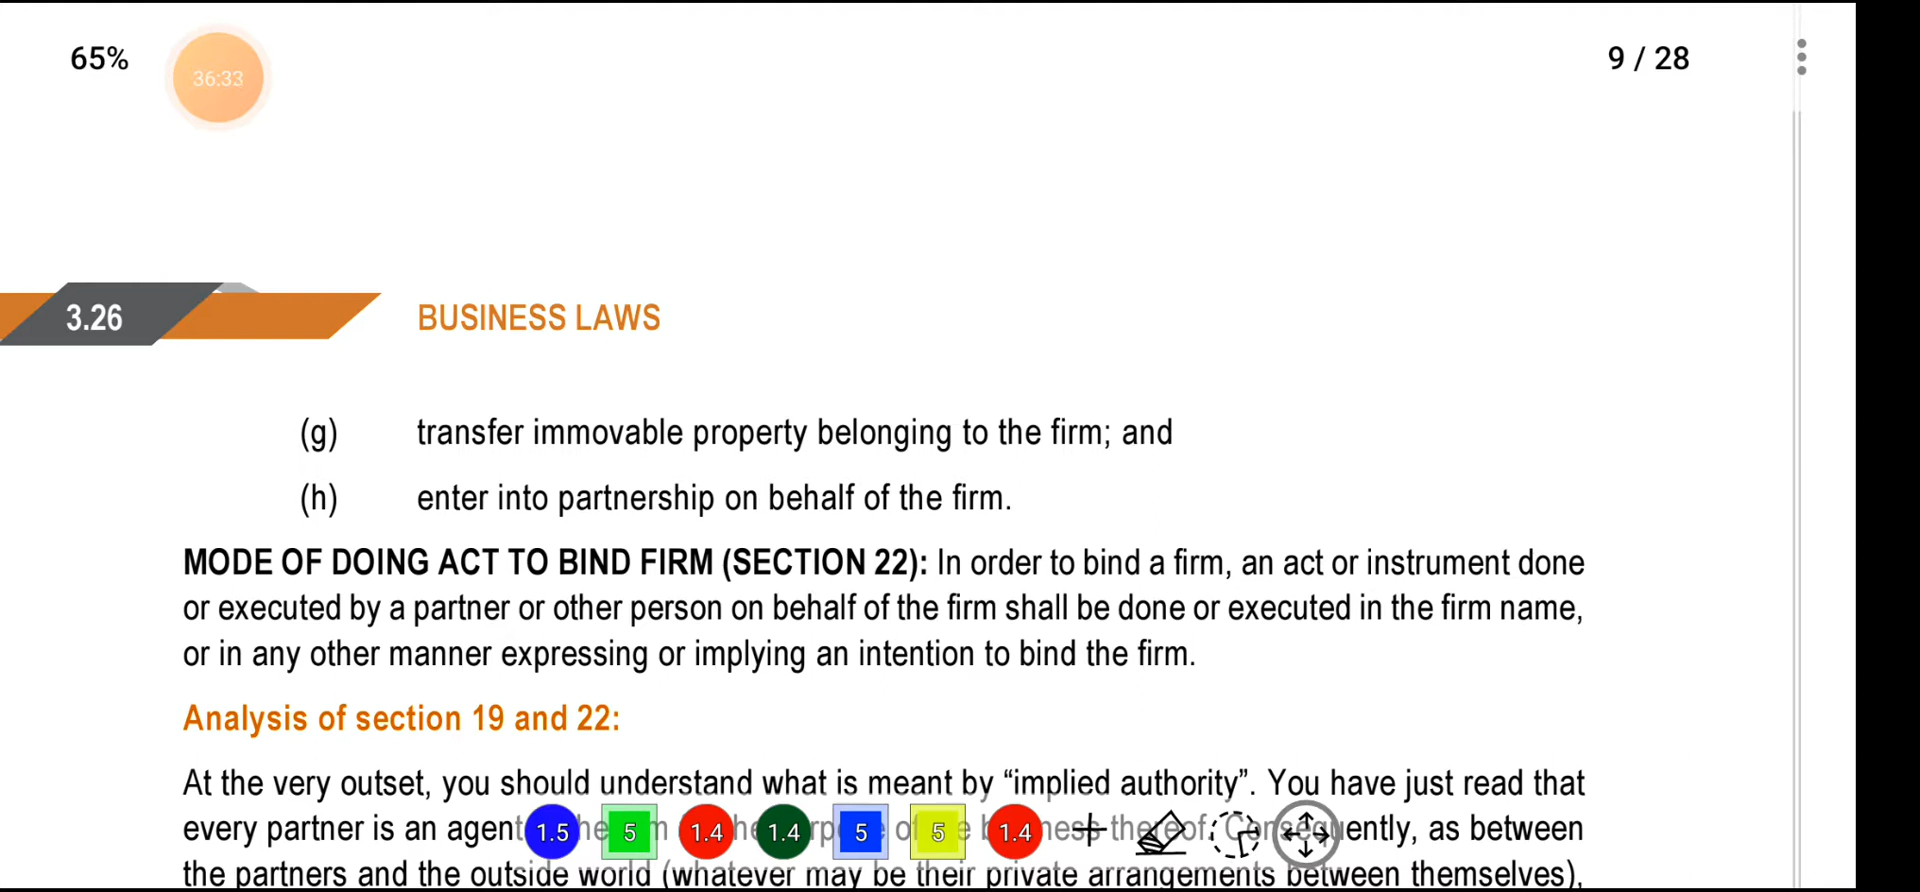 65%
36:33
9 / 28
3.26
BUSINESS LAWS
(g) transfer immovable property belonging to the firm; and
(h) enter into partnership on behalf of the firm.
MODE OF DOING ACT TO BIND FIRM (SECTION 22): In order to bind a firm, an act or instrument done
or executed by a partner or other person on behalf of the firm shall be done or executed in the firm name,
or in any other manner expressing or implying an intention to bind the firm.
Analysis of section 19 and 22:
At the very outset, you should understand what is meant by “implied authority”. You have just read that
every partner is an agent thereof. Consequently, as between
1.5 5 1.4 1.4 5 5 1.4
the partners and the outside world (whatever may be their private arrangements between themselves),